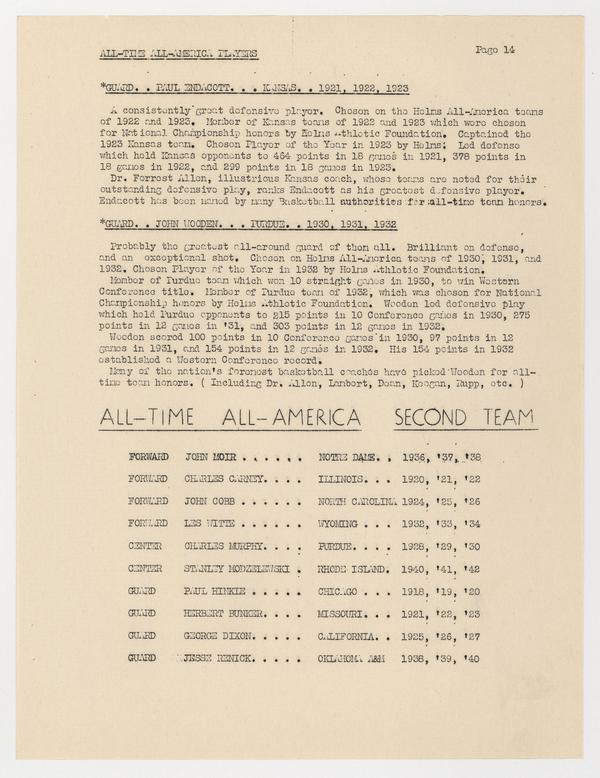 ALL-TIME ALL-AMERICA PLAYERS Page 14
*GUARD. . PAUL ENDACOTT. . . KANSAS. . 1921, 1922, 1923
A consistently great defensive player. Chosen on the Helms All-America teams
of 1922 and 1923. Member of Kansas teams of 1922 and 1923 which were chosen
for National Championship honors by Helms Athletic Foundation. Captained the
1923 Kansas team. Chosen Player of the Year in 1923 by Helms. Led defense
which held Kansas opponents to 464 points in 18 games in 1921, 378 points in
18 games in 1922, and 299 points in 18 games in 1923.
Dr. Forrest Allen, illustrious Kansas coach, whose teams are noted for their
outstanding defensive play, ranks Endacott as his greatest defensive player.
Endacott has been named by many Basketball authorities for all-time team honors.
*GUARD. . JOHN WOODEN. . . PURDUE. . 1930, 1931, 1932
Probably the greatest all-around guard of them all. Brilliant on defense,
and an exceptional shot. Chosen on Helms All-America teams of 1930, 1931, and
1932. Chosen Player of the Year in 1932 by Helms Athletic Foundation.
Member of Purdue team which won 10 straight games in 1930, to win Western
Conference title. Member of Purdue team of 1932, which was chosen for National
Championship honors by Helms Athletic Foundation. Wooden led defensive play
which held Purdue opponents to 215 points in 10 Conference games in 1930, 275
points in 12 games in '31, and 303 points in 12 games in 1932.
Wooden scored 100 points in 10 Conference games in 1930, 97 points in 12
games in 1931, and 154 points in 12 games in 1932. His 154 points in 1932
established a Western Conference record.
Many of the nation's foremost basketball coaches have picked Wooden for all-
time team honors. ( Including Dr. Allen, Lambert, Dean, Keogan, Rupp, etc. )
ALL-TIME ALL-AMERICA SECOND TEAM
FORWARD JOHN MOIR . . . . . . NOTRE DAME. . 1936, '37, '38
FORWARD CHARLES CARNEY. . . . ILLINOIS. . . 1920, '21, '22
FORWARD JOHN COBB . . . . . . NORTH CAROLINA 1924, '25, '26
FORWARD LES WITTE . . . . . . WYOMING . . . 1932, '33, '34
CENTER CHARLES MURPHY. . . . PURDUE. . . . 1928, '29, '30
CENTER STANLEY MODZELEWSKI . RHODE ISLAND. 1940, '41, '42
GUARD PAUL HINKLE . . . . . CHICAGO . . . 1918, '19, '20
GUARD HERBERT BUNKER. . . . MISSOURI. . . 1921, '22, '23
GUARD GEORGE DIXON. . . . . CALIFORNIA. . 1925, '26, '27
GUARD JESSE RENICK. . . . . OKLAHOMA A&M 1938, '39, '40